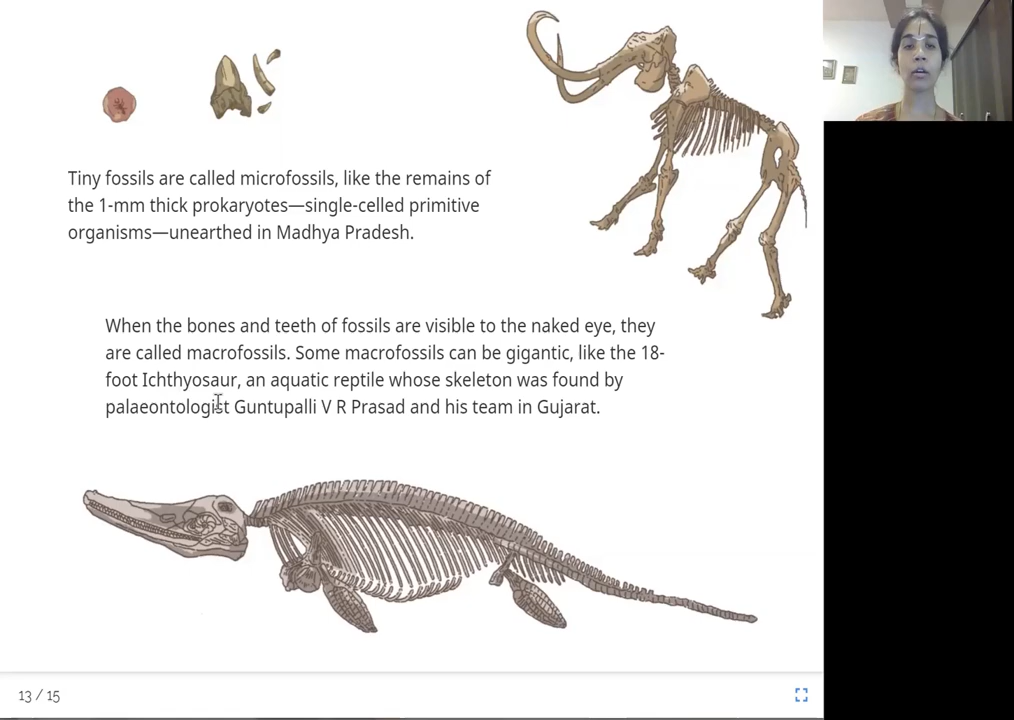 Tiny fossils are called microfossils, like the remains of
the 1-mm thick prokaryotes—single-celled primitive
organisms—unearthed in Madhya Pradesh.
When the bones and teeth of fossils are visible to the naked eye, they
are called macrofossils. Some macrofossils can be gigantic, like the 18-
foot Ichthyosaur, an aquatic reptile whose skeleton was found by
palaeontologist Guntupalli V R Prasad and his team in Gujarat.
13 / 15